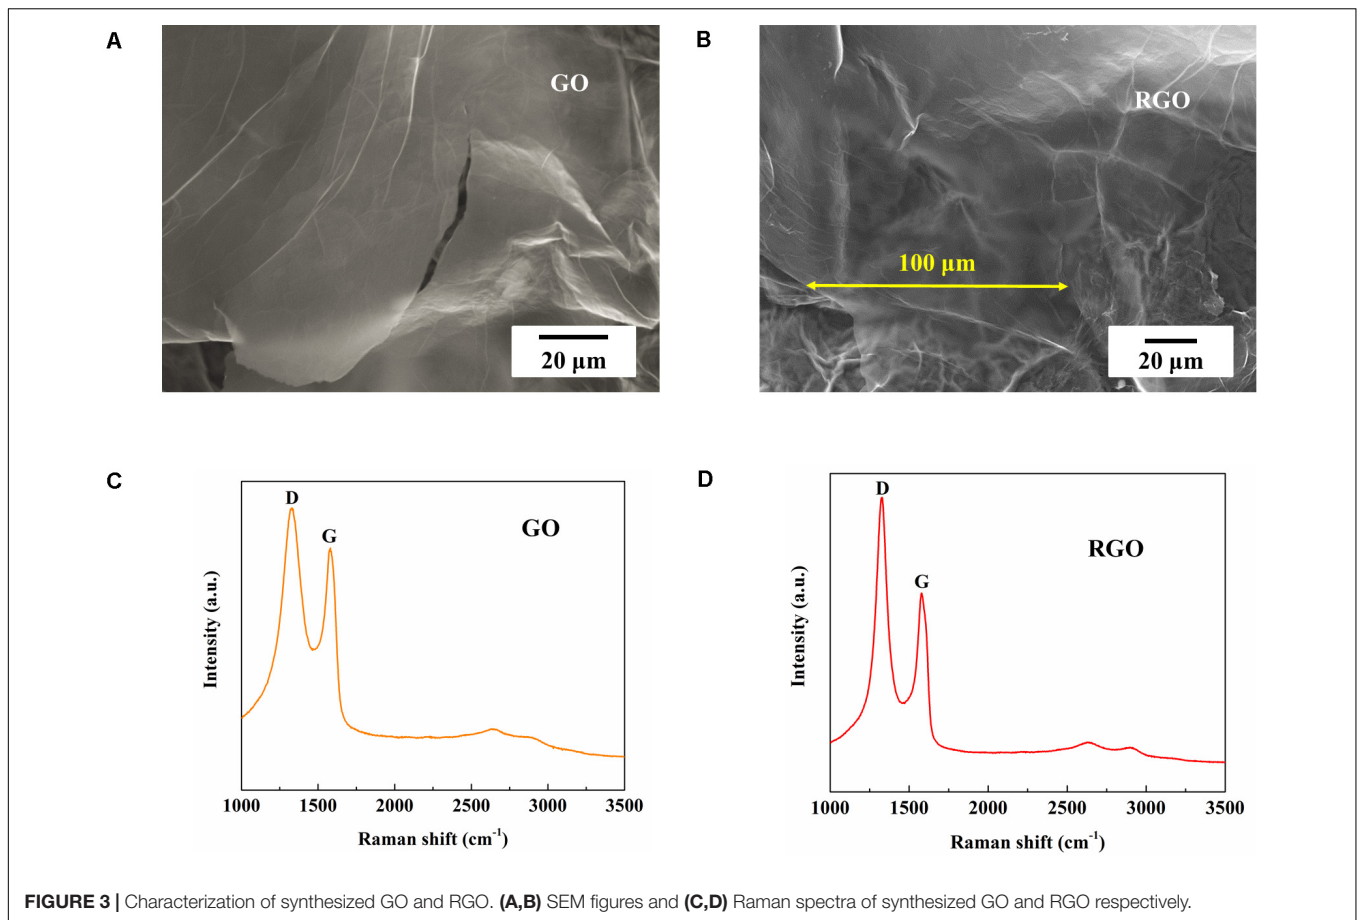 A
GO
20 μm
B
RGO
100 μm
20 μm
C
D
G
GO
Intensity (a.u.)
1000 1500 2000 2500 3000 3500
Raman shift (cm⁻¹)
D
D
G
RGO
Intensity (a.u.)
1000 1500 2000 2500 3000 3500
Raman shift (cm⁻¹)
FIGURE 3 | Characterization of synthesized GO and RGO. (A,B) SEM figures and (C,D) Raman spectra of synthesized GO and RGO respectively.